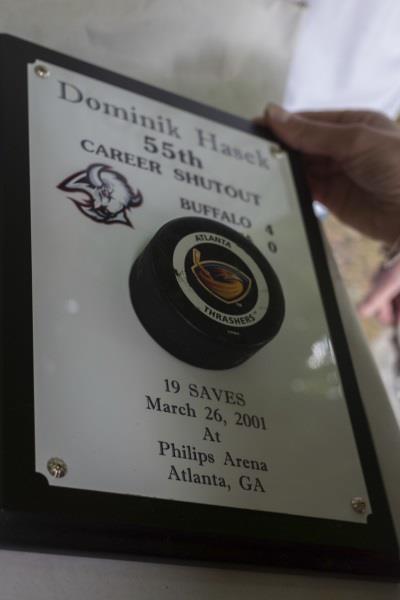 Dominik Hasek
55th
CAREER SHUTOUT
BUFFALO 4
0
ATLANTA
THRASHERS
19 SAVES
March 26, 2001
At
Philips Arena
Atlanta, GA